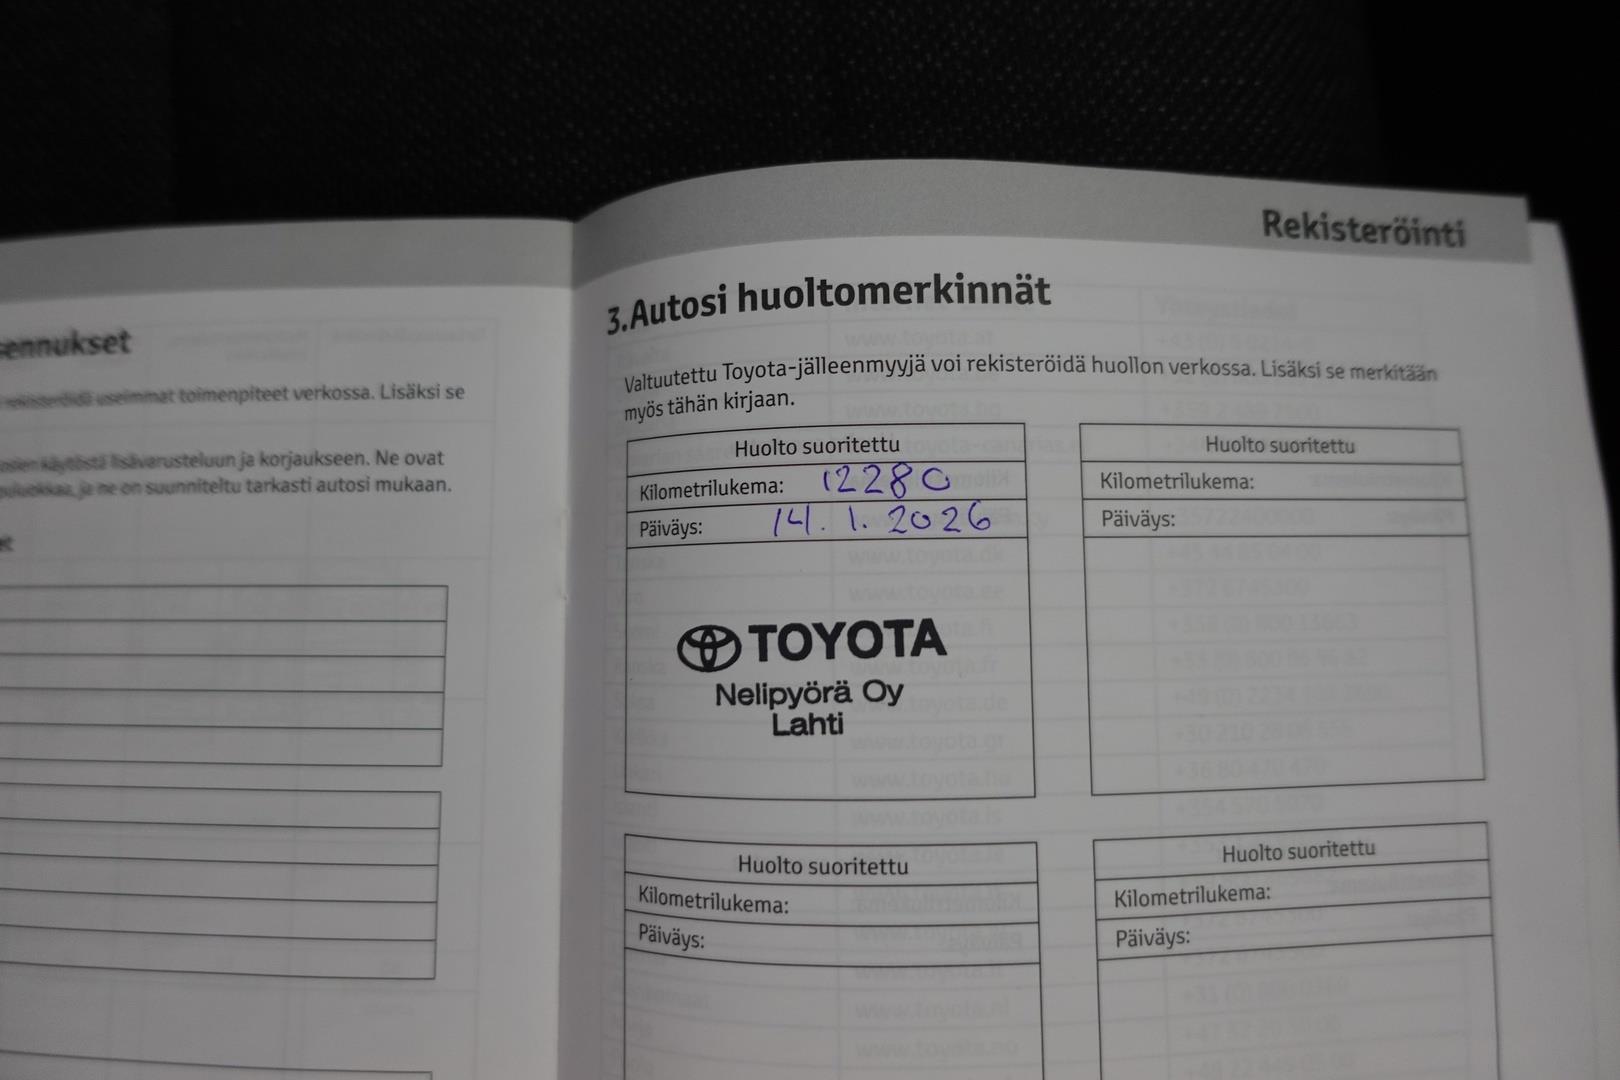 ennukset
rekisteröidä useimmat toimenpiteet verkossa. Lisäksi se
osien käytöstä lisävarusteluun ja korjaukseen. Ne ovat
ja ne on suunniteltu tarkasti autosi mukaan.
Rekisteröinti
3.Autosi huoltomerkinnät
Valtuutettu Toyota-jälleenmyyjä voi rekisteröidä huollon verkossa. Lisäksi se merkitään
myös tähän kirjaan.
Huolto suoritettu
Kilometrilukema: 12280
Päiväys: 14.1.2026
TOYOTA
Nelipyörä Oy
Lahti
Huolto suoritettu
Kilometrilukema:
Päiväys:
Huolto suoritettu
Kilometrilukema:
Päiväys:
Huolto suoritettu
Kilometrilukema:
Päiväys: